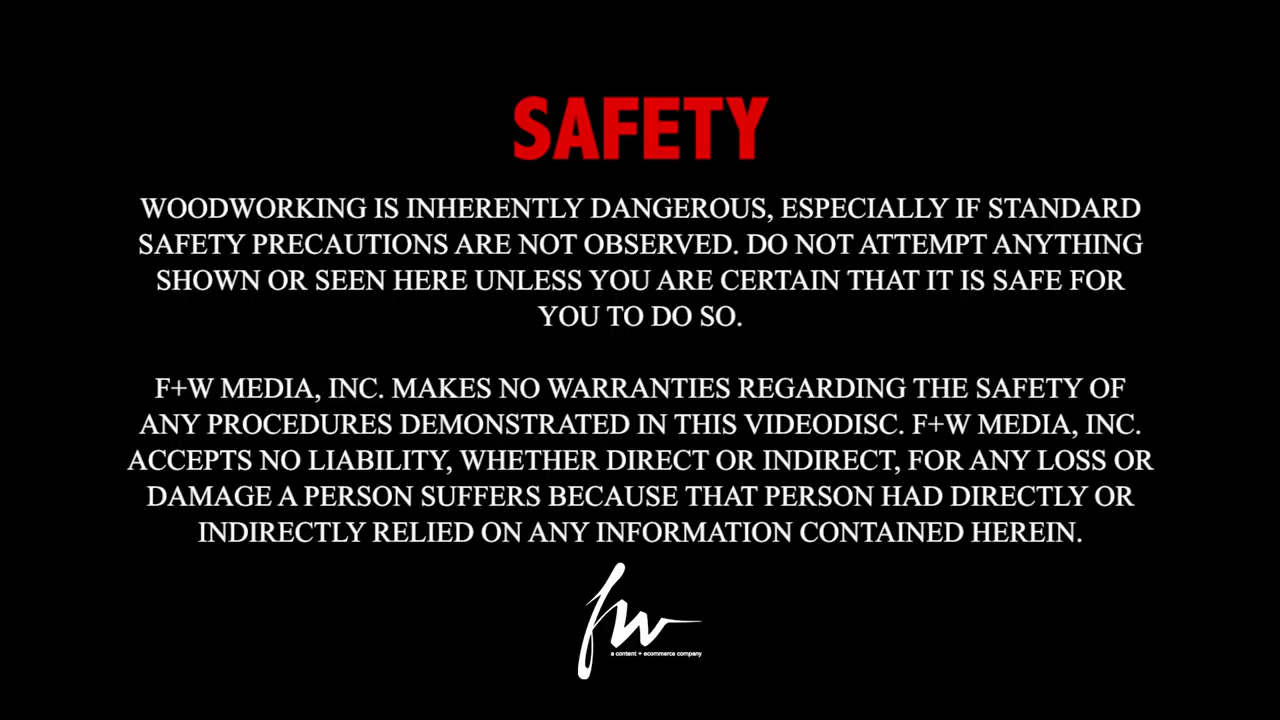 SAFETY
WOODWORKING IS INHERENTLY DANGEROUS, ESPECIALLY IF STANDARD
SAFETY PRECAUTIONS ARE NOT OBSERVED. DO NOT ATTEMPT ANYTHING
SHOWN OR SEEN HERE UNLESS YOU ARE CERTAIN THAT IT IS SAFE FOR
YOU TO DO SO.
F+W MEDIA, INC. MAKES NO WARRANTIES REGARDING THE SAFETY OF
ANY PROCEDURES DEMONSTRATED IN THIS VIDEODISC. F+W MEDIA, INC.
ACCEPTS NO LIABILITY, WHETHER DIRECT OR INDIRECT, FOR ANY LOSS OR
DAMAGE A PERSON SUFFERS BECAUSE THAT PERSON HAD DIRECTLY OR
INDIRECTLY RELIED ON ANY INFORMATION CONTAINED HEREIN.
fw
a content + ecommerce company